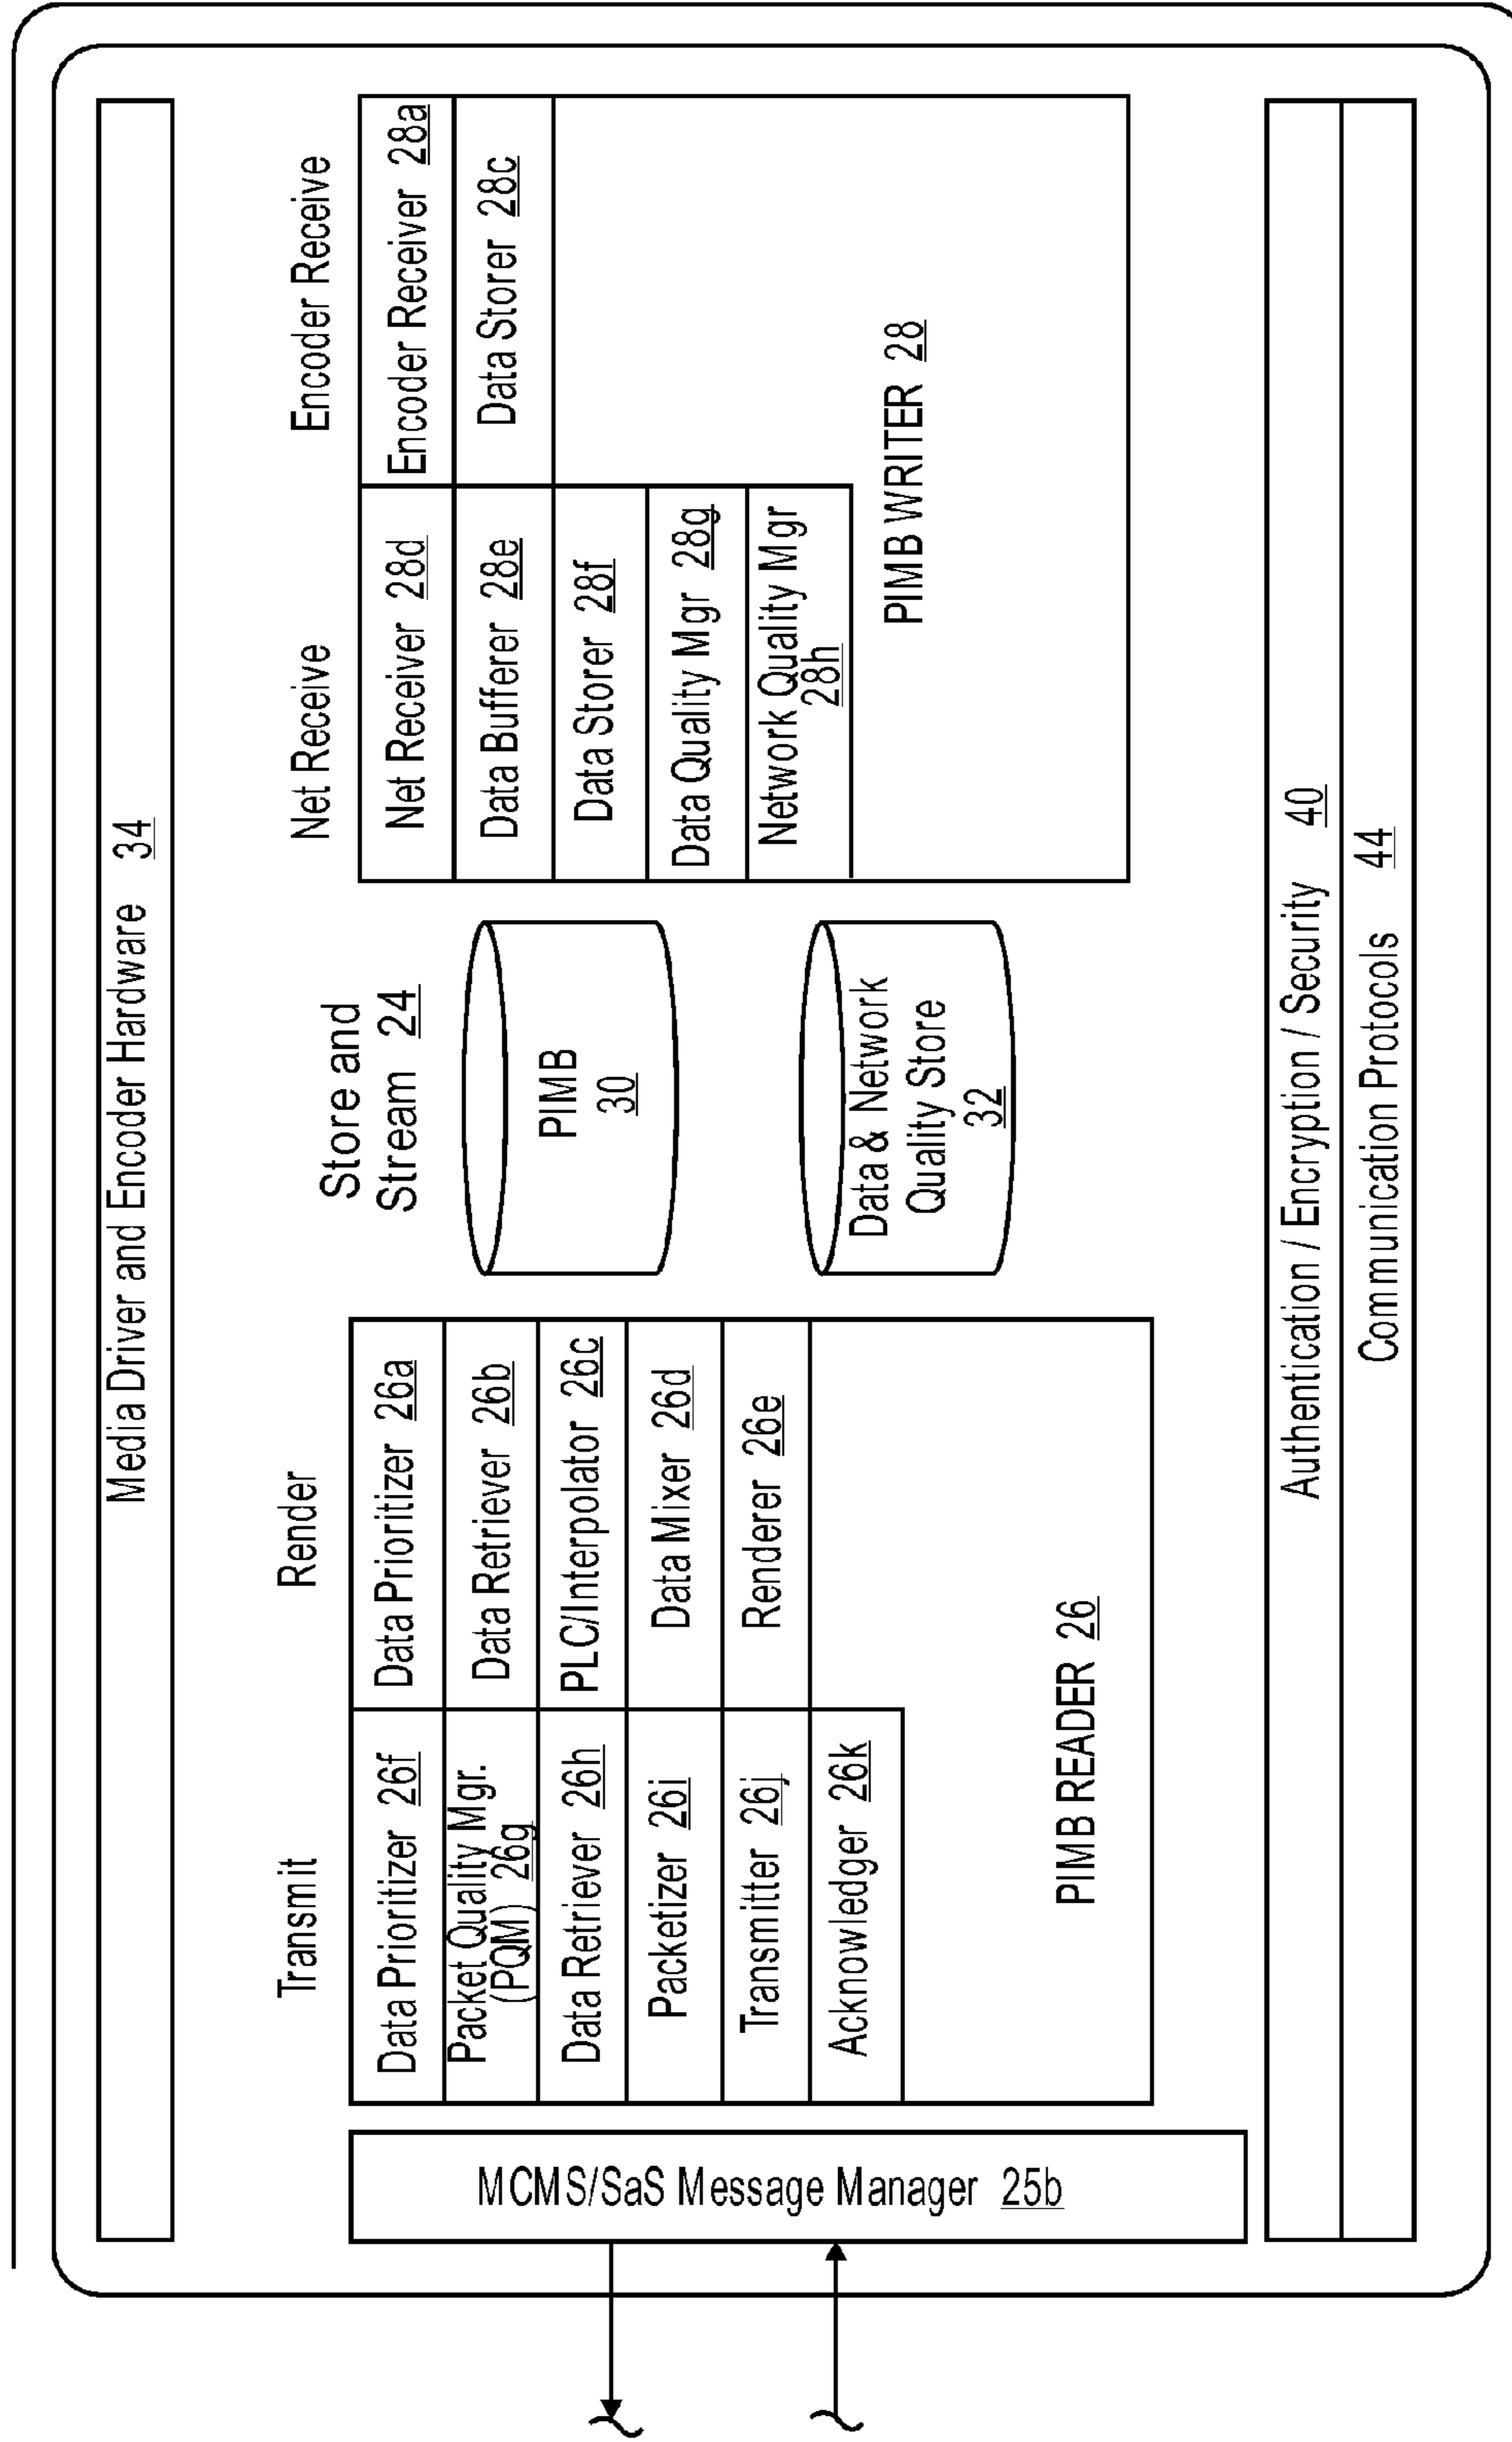 Media Driver and Encoder Hardware 34
Store and
Stream 24
Transmit
Render
Net Receive
Encoder Receive
MCMS/SaS Message Manager 25b
Data Prioritizer 26f
Packet Quality Mgr.
(PQM) 26g
Data Retriever 26h
Packetizer 26i
Transmitter 26j
Acknowledger 26k
Data Prioritizer 26a
Data Retriever 26b
PLC/Interpolator 26c
Data Mixer 26d
Renderer 26e
PIMB READER 26
PIMB
30
Data & Network
Quality Store
32
Net Receiver 28d
Data Bufferer 28e
Data Storer 28f
Data Quality Mgr 28g
Network Quality Mgr
28h
Encoder Receiver 28a
Data Storer 28c
PIMB WRITER 28
Authentication / Encryption / Security 40
Communication Protocols 44